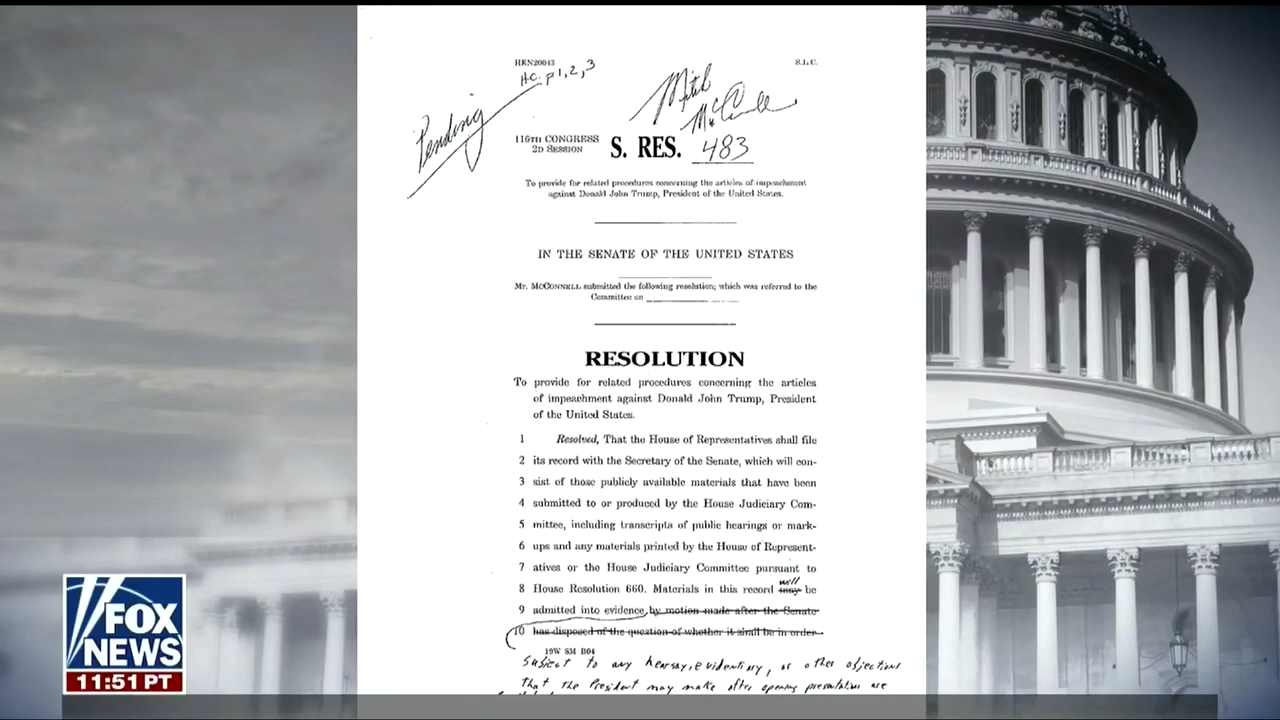 HEN20043
S.L.C.
H.C. p 1, 2, 3
Pending
Mitch
McConnell
116TH CONGRESS
2D SESSION
S. RES. 483
To provide for related procedures concerning the articles of impeachment
against Donald John Trump, President of the United States.
IN THE SENATE OF THE UNITED STATES
Mr. MCCONNELL submitted the following resolution; which was referred to the
Committee on
RESOLUTION
To provide for related procedures concerning the articles
of impeachment against Donald John Trump, President
of the United States.
1 Resolved, That the House of Representatives shall file
2 its record with the Secretary of the Senate, which will con-
3 sist of those publicly available materials that have been
4 submitted to or produced by the House Judiciary Com-
5 mittee, including transcripts of public hearings or mark-
6 ups and any materials printed by the House of Represent-
7 atives or the House Judiciary Committee pursuant to
will
8 House Resolution 660. Materials in this record may be
9 admitted into evidence by motion made after the Senate
10 has disposed of the question of whether it shall be in order
19W 8M B04
subject to any hearsay, evidentiary, or other objections
that the President may make after opening presentation are
FOX
NEWS
11:51 PT